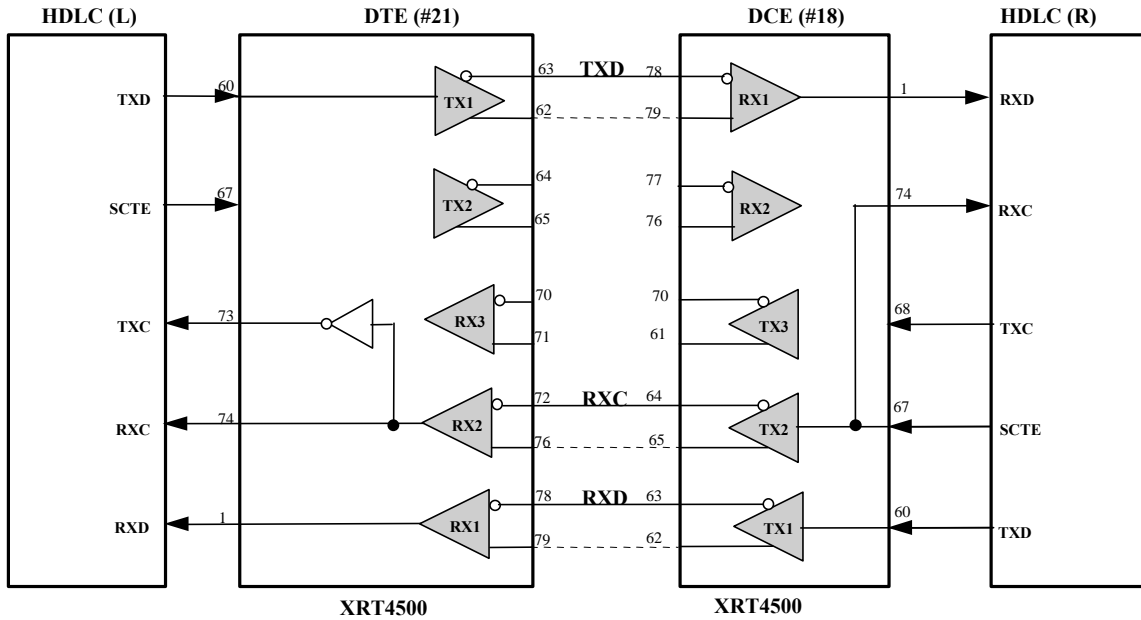 HDLC (L) DTE (#21) DCE (#18) HDLC (R)
63 TXD 78
TXD 60 TX1 RX1 1 RXD
62 79
64 77
SCTE 67 TX2 RX2 74 RXC
65 76
70 70
TXC 73 RX3 TX3 68 TXC
71 61
72 RXC 64
RXC 74 RX2 TX2 67 SCTE
76 65
78 RXD 63
RXD 1 RX1 TX1 60 TXD
79 62
XRT4500 XRT4500